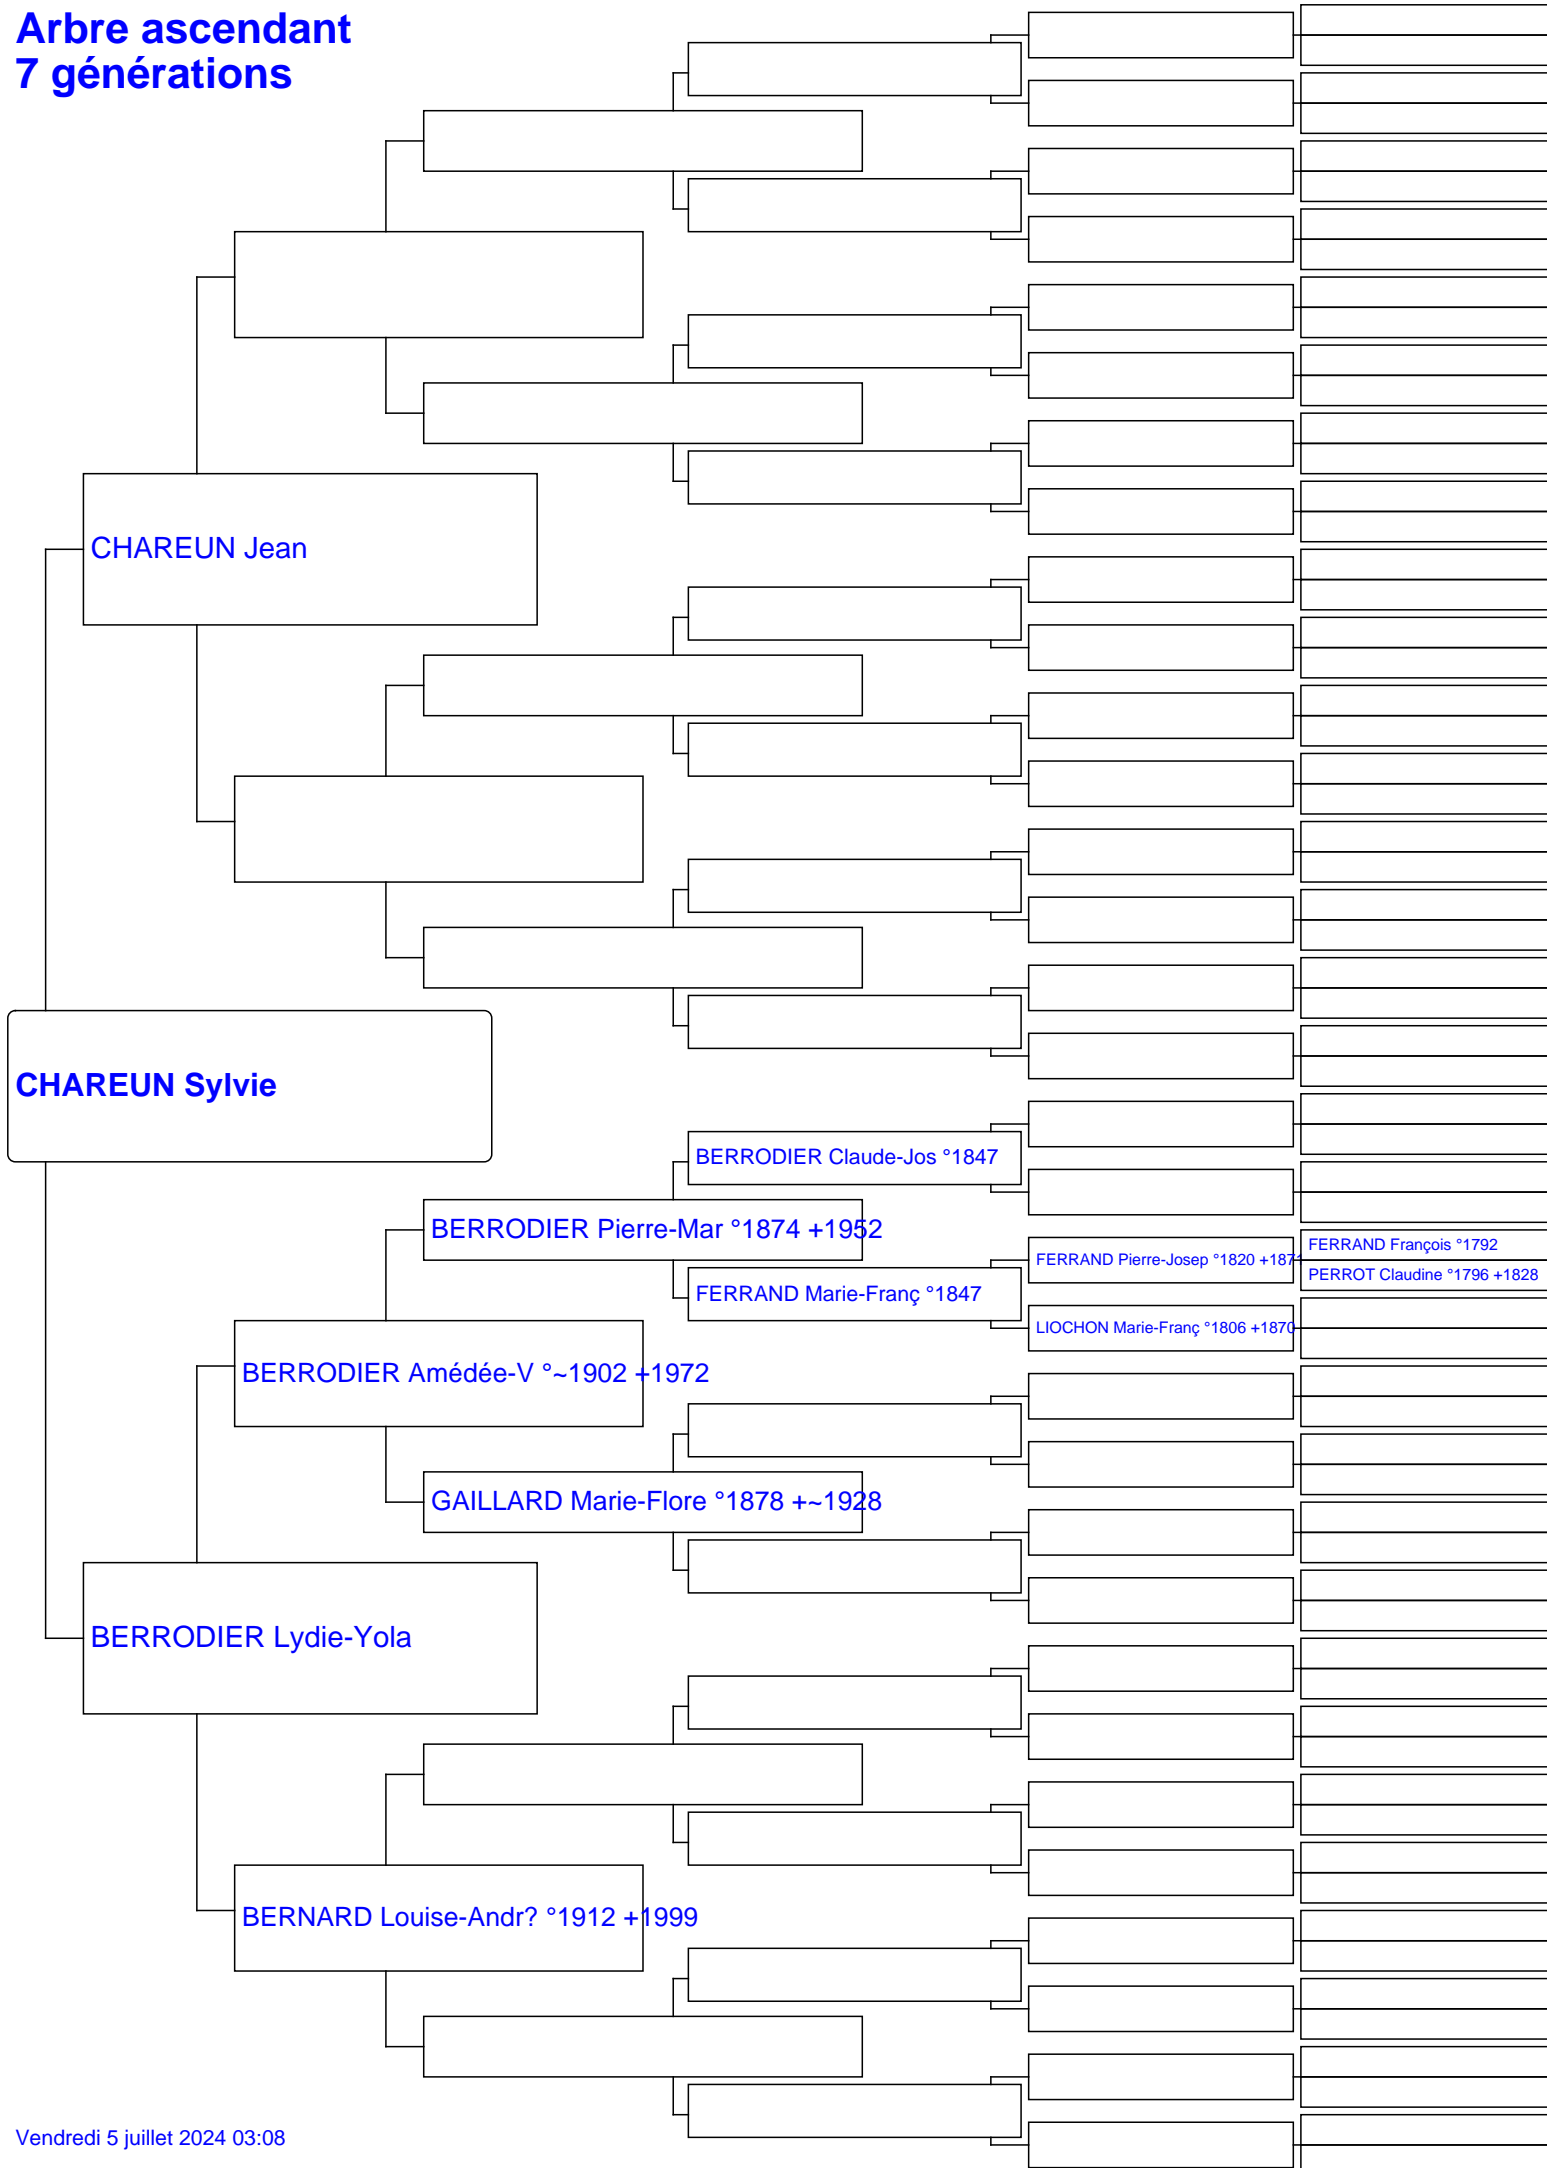 Arbre ascendant
7 générations
CHAREUN Jean
CHAREUN Sylvie
BERRODIER Claude-Jos °1847
BERRODIER Pierre-Mar °1874 +1952
FERRAND François °1792
FERRAND Pierre-Josep °1820 +1871
PERROT Claudine °1796 +1828
FERRAND Marie-Franç °1847
LIOCHON Marie-Franç °1806 +1870
BERRODIER Amédée-V °~1902 +1972
GAILLARD Marie-Flore °1878 +~1928
BERRODIER Lydie-Yola
BERNARD Louise-Andr? °1912 +1999
Vendredi 5 juillet 2024 03:08